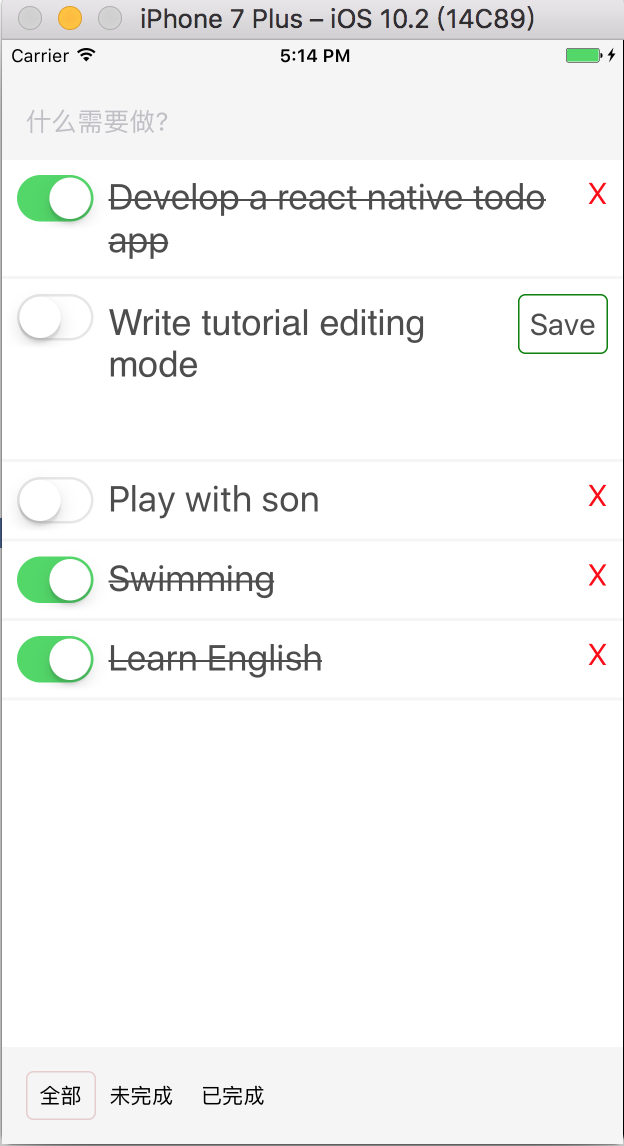 iPhone 7 Plus – iOS 10.2 (14C89)
Carrier 5:14 PM
什么需要做?
Develop a react native todo X
app
Write tutorial editing Save
mode
Play with son X
Swimming X
Learn English X
全部 未完成 已完成